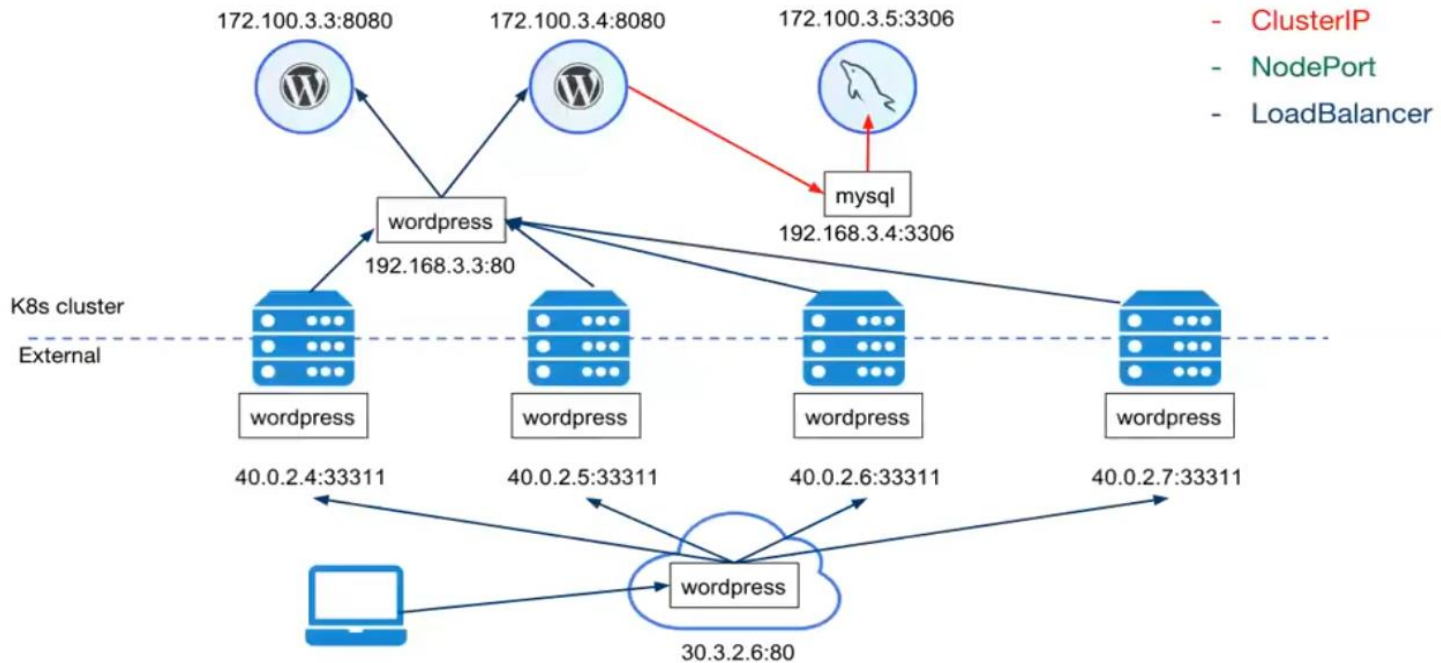 172.100.3.3:8080
172.100.3.4:8080
172.100.3.5:3306
- ClusterIP
- NodePort
- LoadBalancer
mysql
192.168.3.4:3306
wordpress
192.168.3.3:80
K8s cluster
External
wordpress
wordpress
wordpress
wordpress
40.0.2.4:33311
40.0.2.5:33311
40.0.2.6:33311
40.0.2.7:33311
wordpress
30.3.2.6:80